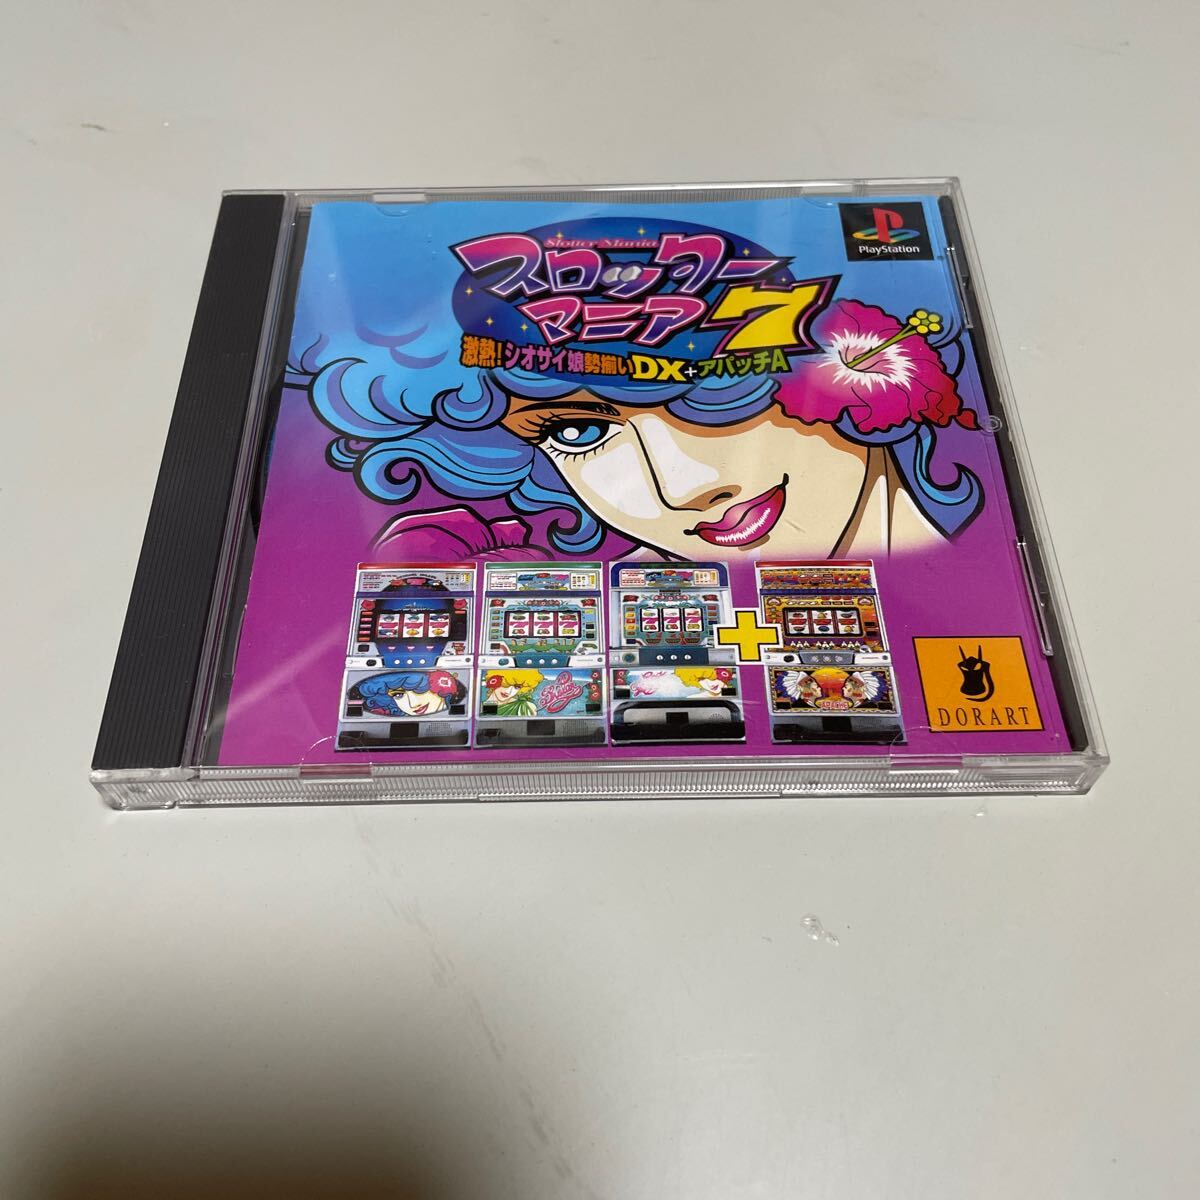 Slotter Mania
スロッター
マニア7
激熱!シオサイ娘勢揃いDX+アパッチA
PlayStation
APACHE
DORART